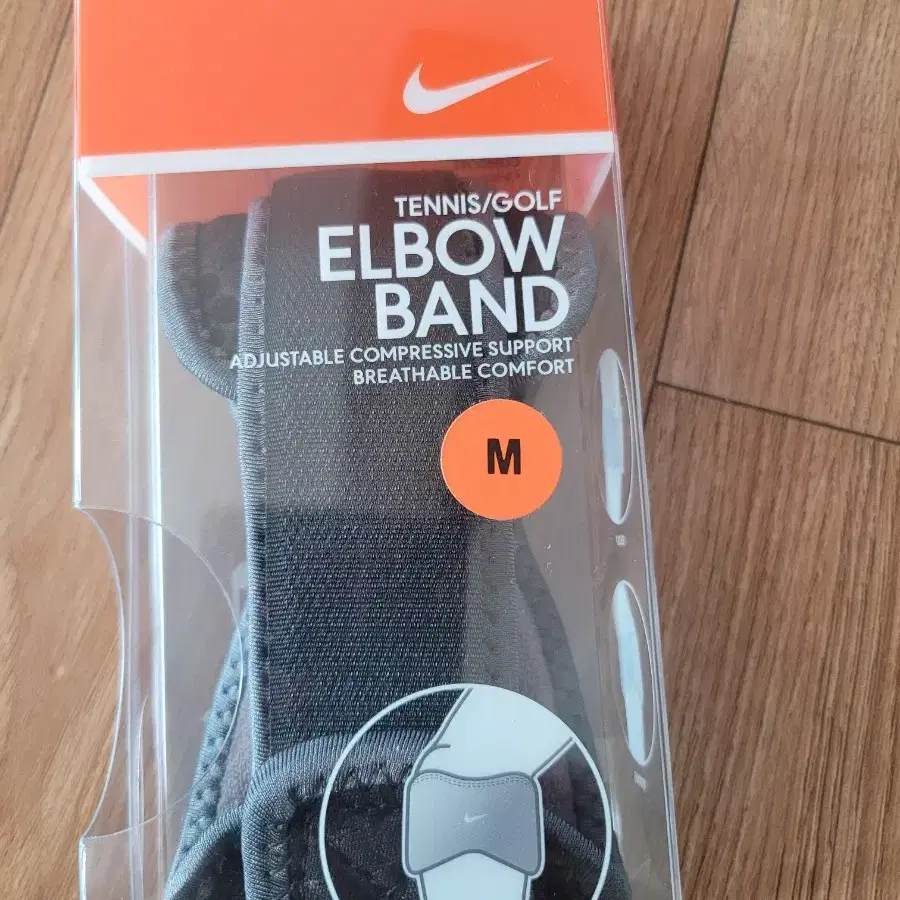 TENNIS/GOLF
ELBOW
BAND
ADJUSTABLE COMPRESSIVE SUPPORT
BREATHABLE COMFORT
M